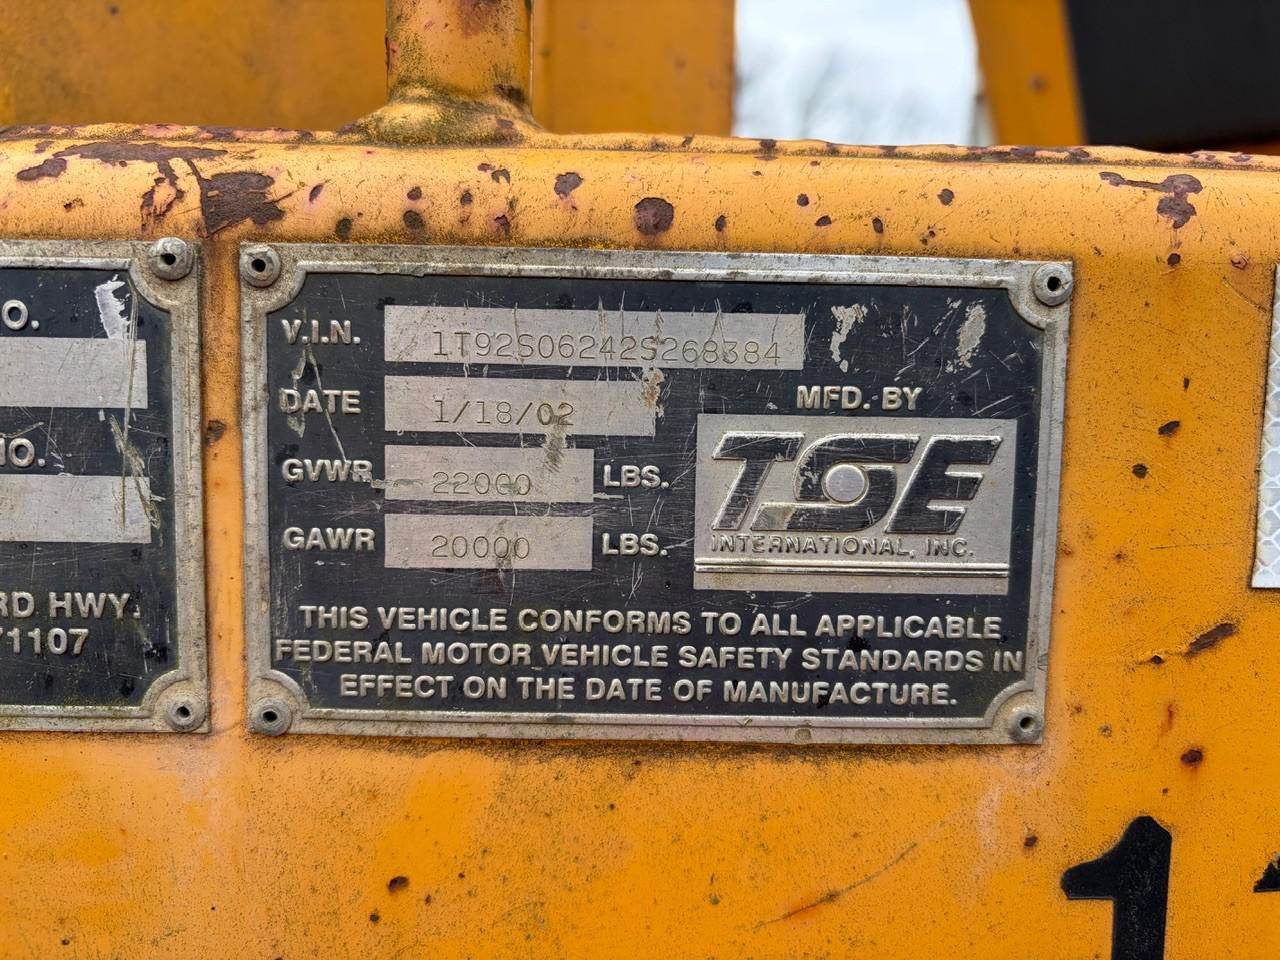 O.
NO.
RD HWY.
71107
V.I.N. 1T92S06242S268384
DATE 1/18/02
GVWR 22000 LBS.
GAWR 20000 LBS.
MFD. BY
TSE
INTERNATIONAL, INC.
THIS VEHICLE CONFORMS TO ALL APPLICABLE
FEDERAL MOTOR VEHICLE SAFETY STANDARDS IN
EFFECT ON THE DATE OF MANUFACTURE.
1